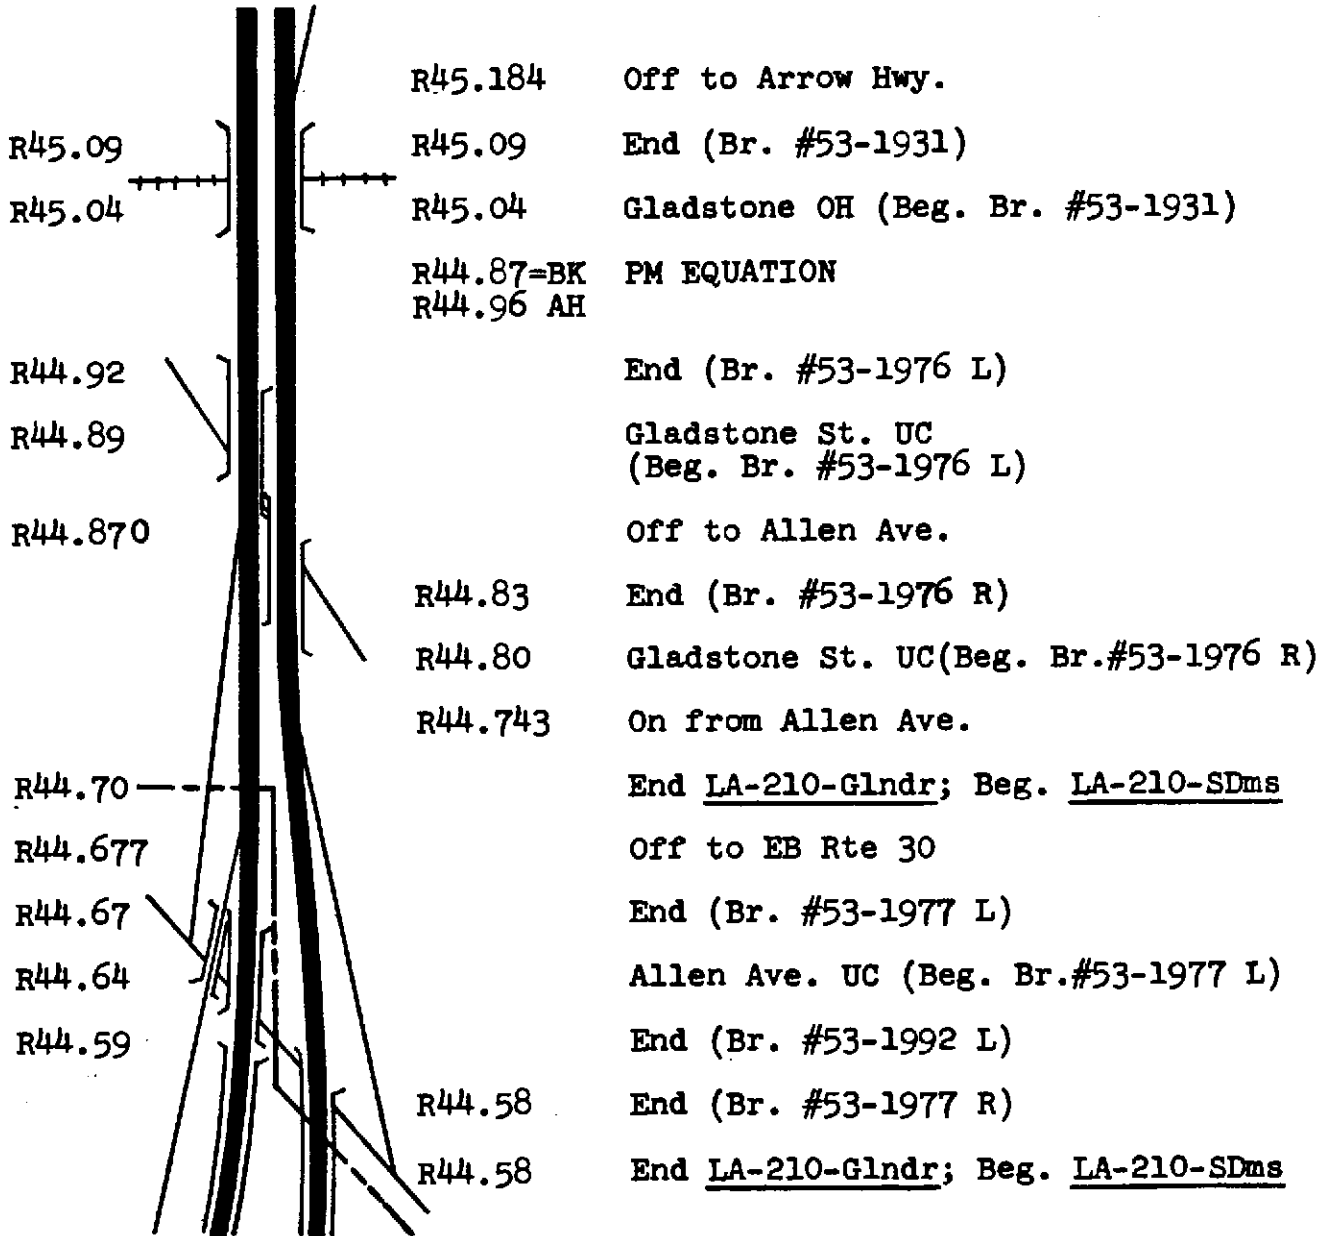 R45.184 Off to Arrow Hwy.
R45.09 R45.09 End (Br. #53-1931)
R45.04 R45.04 Gladstone OH (Beg. Br. #53-1931)
R44.87=BK PM EQUATION
R44.96 AH
R44.92 End (Br. #53-1976 L)
R44.89 Gladstone St. UC
(Beg. Br. #53-1976 L)
R44.870 Off to Allen Ave.
R44.83 End (Br. #53-1976 R)
R44.80 Gladstone St. UC(Beg. Br.#53-1976 R)
R44.743 On from Allen Ave.
R44.70 End LA-210-Glndr; Beg. LA-210-SDms
R44.677 Off to EB Rte 30
R44.67 End (Br. #53-1977 L)
R44.64 Allen Ave. UC (Beg. Br.#53-1977 L)
R44.59 End (Br. #53-1992 L)
R44.58 End (Br. #53-1977 R)
R44.58 End LA-210-Glndr; Beg. LA-210-SDms